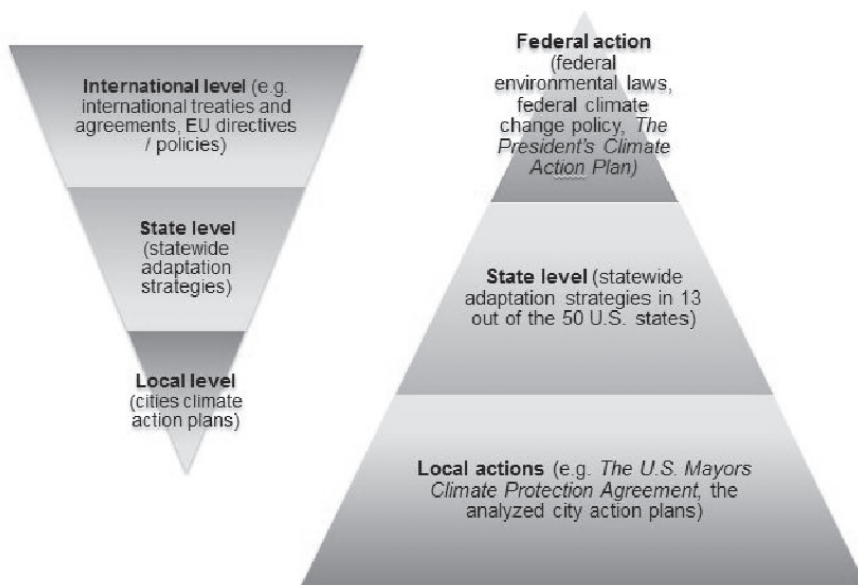 International level (e.g.
international treaties and
agreements, EU directives
/ policies)
State level
(statewide
adaptation
strategies)
Local level
(cities climate
action plans)
Federal action
(federal
environmental laws,
federal climate
change policy, The
President's Climate
Action Plan)
State level (statewide
adaptation strategies in 13
out of the 50 U.S. states)
Local actions (e.g. The U.S. Mayors
Climate Protection Agreement, the
analyzed city action plans)